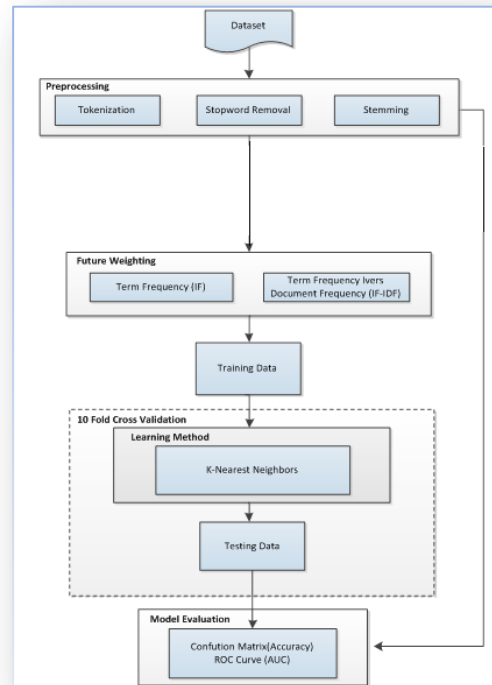 Dataset
Preprocessing
Tokenization
Stopword Removal
Stemming
Future Weighting
Term Frequency (IF)
Term Frequency Ivers
Document Frequency (IF-IDF)
Training Data
10 Fold Cross Validation
Learning Method
K-Nearest Neighbors
Testing Data
Model Evaluation
Confution Matrix(Accuracy)
ROC Curve (AUC)